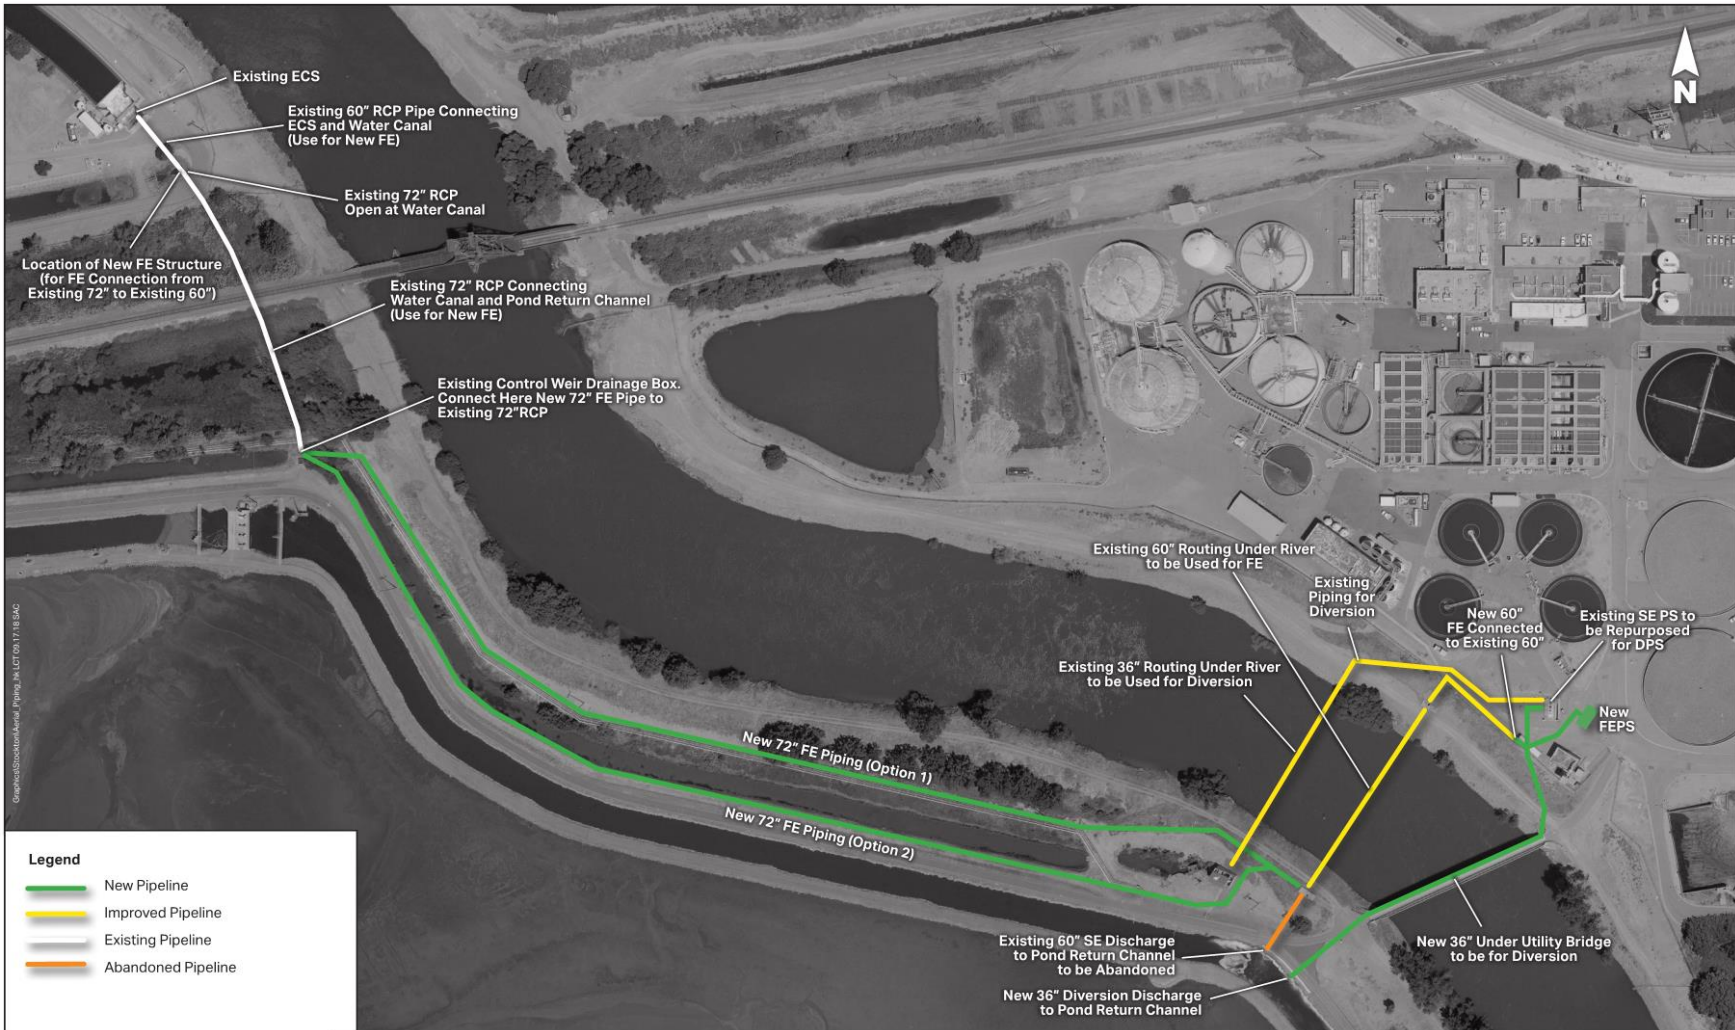 N
Existing ECS
Existing 60" RCP Pipe Connecting
ECS and Water Canal
(Use for New FE)
Existing 72" RCP
Open at Water Canal
Location of New FE Structure
(for FE Connection from
Existing 72" to Existing 60")
Existing 72" RCP Connecting
Water Canal and Pond Return Channel
(Use for New FE)
Existing Control Weir Drainage Box.
Connect Here New 72" FE Pipe to
Existing 72"RCP
Existing 60" Routing Under River
to be Used for FE
Existing
Piping for
Diversion
New 60"
FE Connected
to Existing 60"
Existing SE PS to
be Repurposed
for DPS
Existing 36" Routing Under River
to be Used for Diversion
New
FEPS
New 72" FE Piping (Option 1)
New 72" FE Piping (Option 2)
Existing 60" SE Discharge
to Pond Return Channel
to be Abandoned
New 36" Diversion Discharge
to Pond Return Channel
New 36" Under Utility Bridge
to be for Diversion
Graphics\Stockton\Aerial_Piping_hk LCT 09.17.18 SAC
Legend
New Pipeline
Improved Pipeline
Existing Pipeline
Abandoned Pipeline